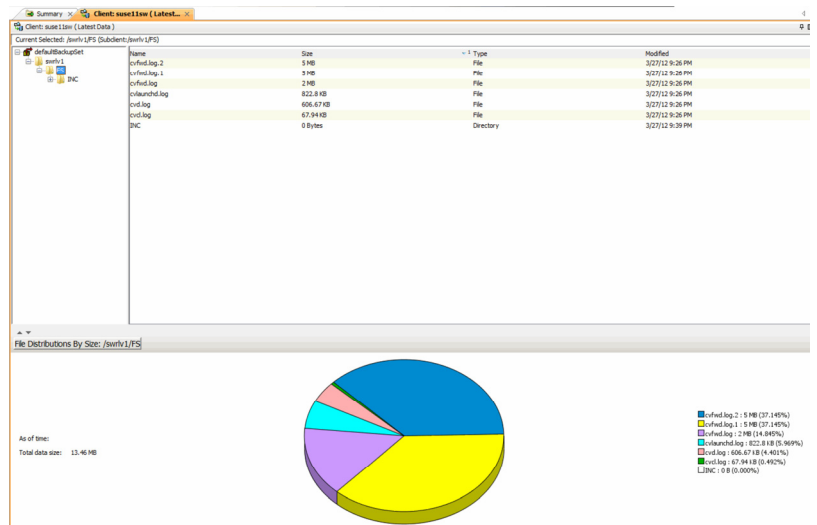 Summary × Client: suse11sw ( Latest... ×
Client: suse11sw ( Latest Data )
Current Selected: /swrlv1/FS (Subclient:/swrlv1/FS)
defaultBackupSet
swrlv1
FS
INC
Name Size 1 Type Modified
cvfwd.log.2 5 MB File 3/27/12 9:26 PM
cvfwd.log.1 5 MB File 3/27/12 9:26 PM
cvfwd.log 2 MB File 3/27/12 9:26 PM
cvlaunchd.log 822.8 KB File 3/27/12 9:26 PM
cvd.log 606.67 KB File 3/27/12 9:26 PM
cvcl.log 67.94 KB File 3/27/12 9:26 PM
INC 0 Bytes Directory 3/27/12 9:39 PM
File Distributions By Size: /swrlv1/FS
As of time:
Total data size: 13.46 MB
cvfwd.log.2 : 5 MB (37.145%)
cvfwd.log.1 : 5 MB (37.145%)
cvfwd.log : 2 MB (14.845%)
cvlaunchd.log : 822.8 KB (5.969%)
cvd.log : 606.67 KB (4.401%)
cvcl.log : 67.94 KB (0.492%)
INC : 0 B (0.000%)